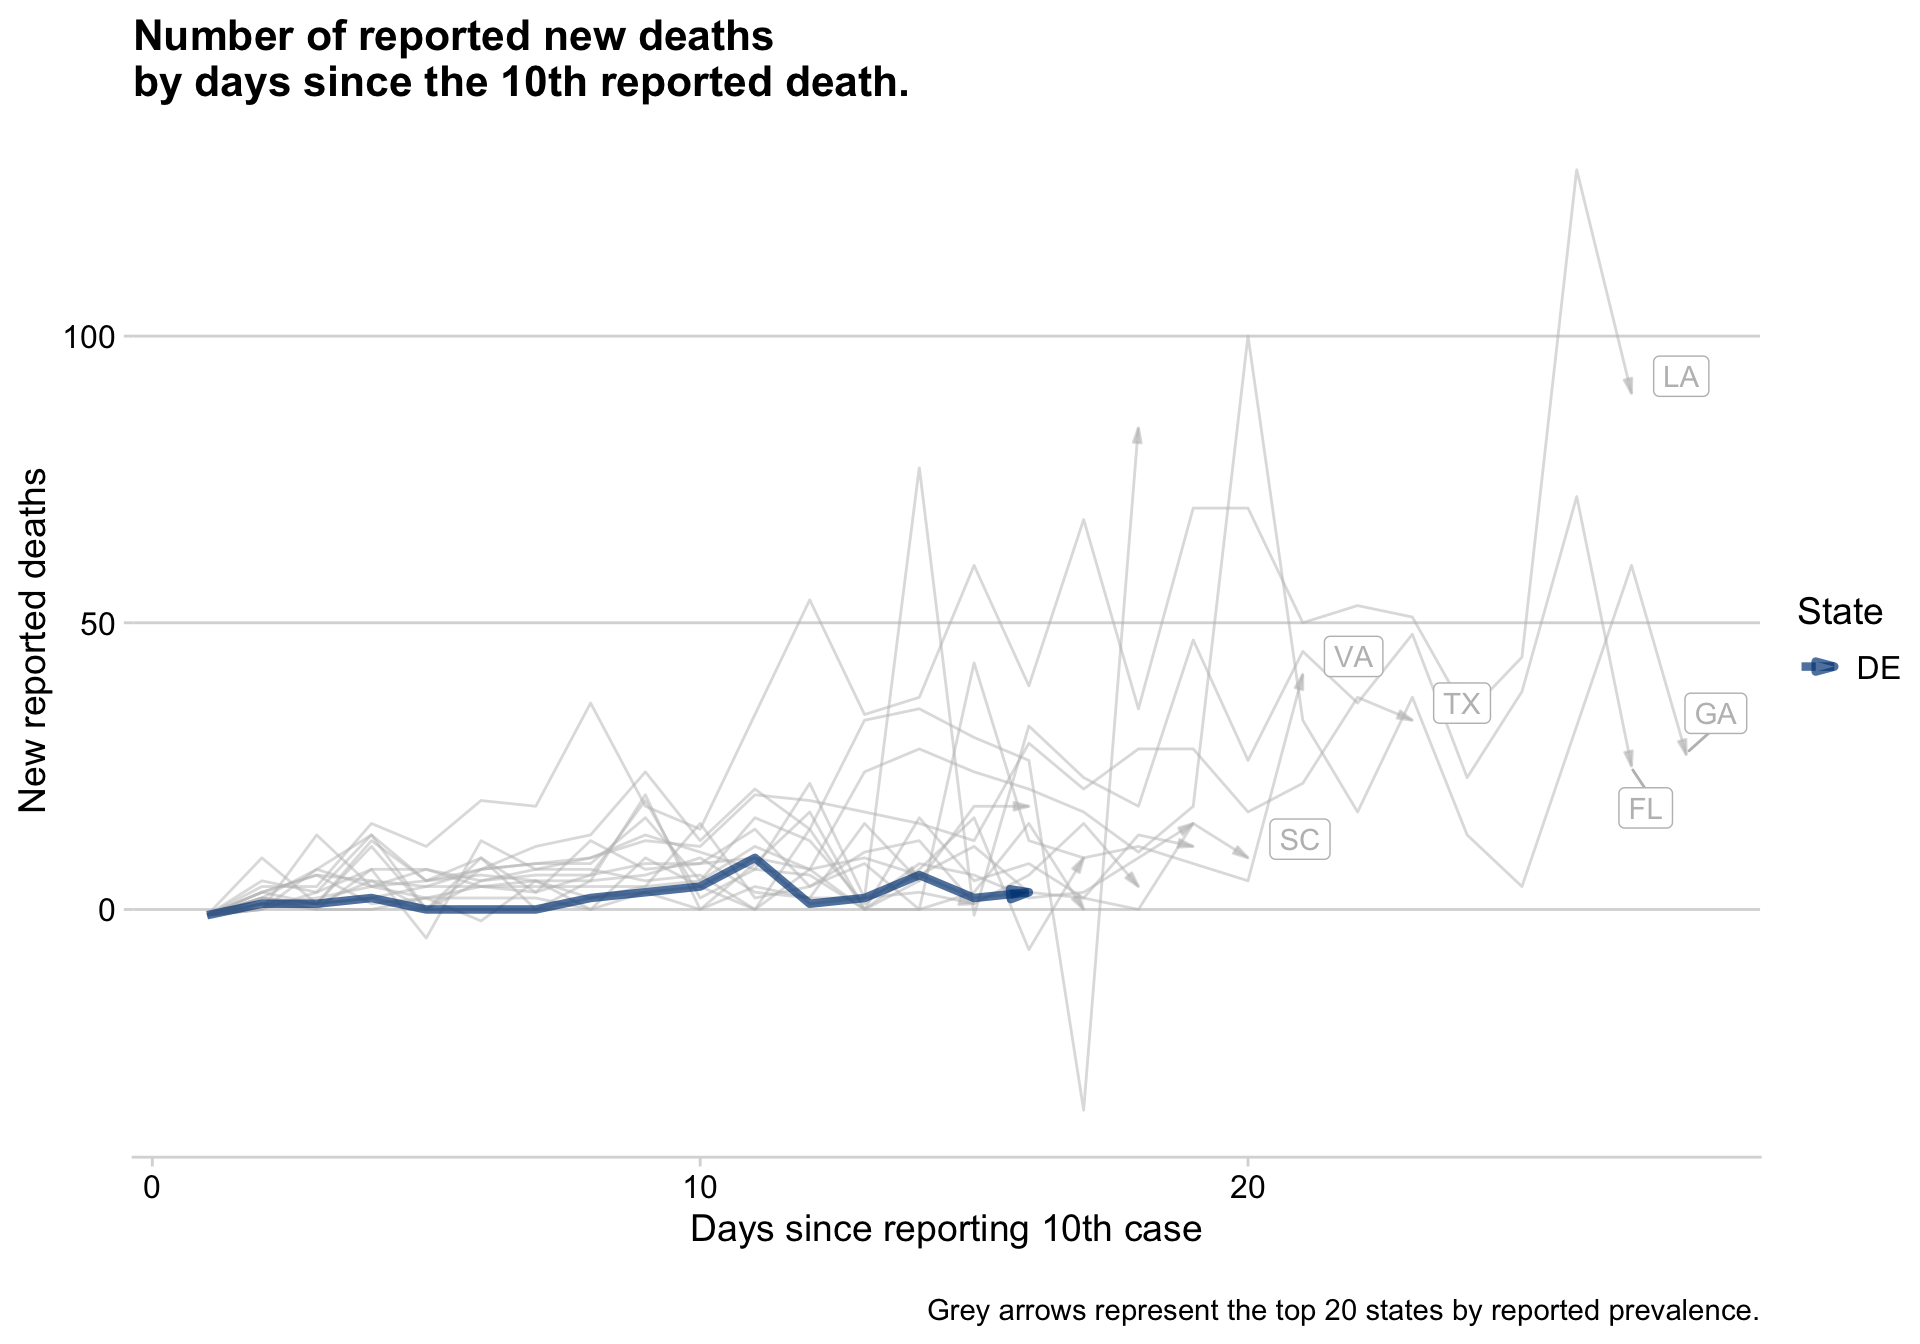 Number of reported new deaths
by days since the 10th reported death.
100
50
0
New reported deaths
LA
VA
TX
GA
FL
SC
State
DE
0
10
20
Days since reporting 10th case
Grey arrows represent the top 20 states by reported prevalence.